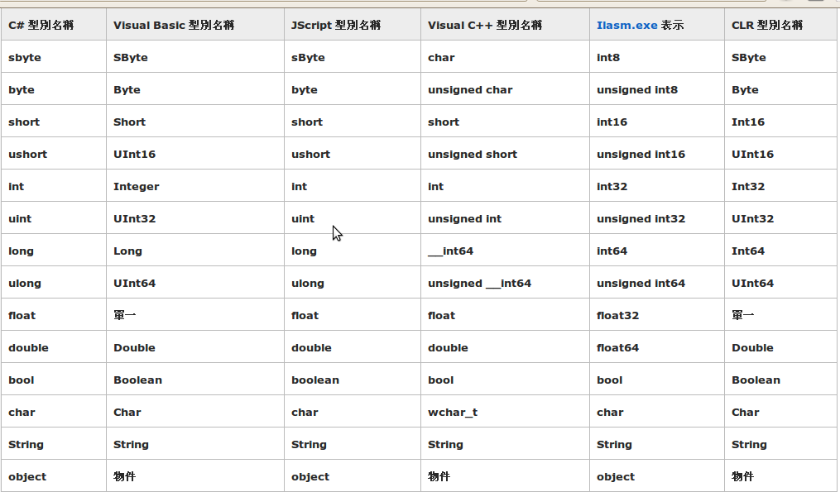 C# 型別名稱 Visual Basic 型別名稱 JScript 型別名稱 Visual C++ 型別名稱 Ilasm.exe 表示 CLR 型別名稱
sbyte SByte sByte char int8 SByte
byte Byte byte unsigned char unsigned int8 Byte
short Short short short int16 Int16
ushort UInt16 ushort unsigned short unsigned int16 UInt16
int Integer int int int32 Int32
uint UInt32 uint unsigned int unsigned int32 UInt32
long Long long __int64 int64 Int64
ulong UInt64 ulong unsigned __int64 unsigned int64 UInt64
float 單一 float float float32 單一
double Double double double float64 Double
bool Boolean boolean bool bool Boolean
char Char char wchar_t char Char
String String String String String String
object 物件 object 物件 object 物件